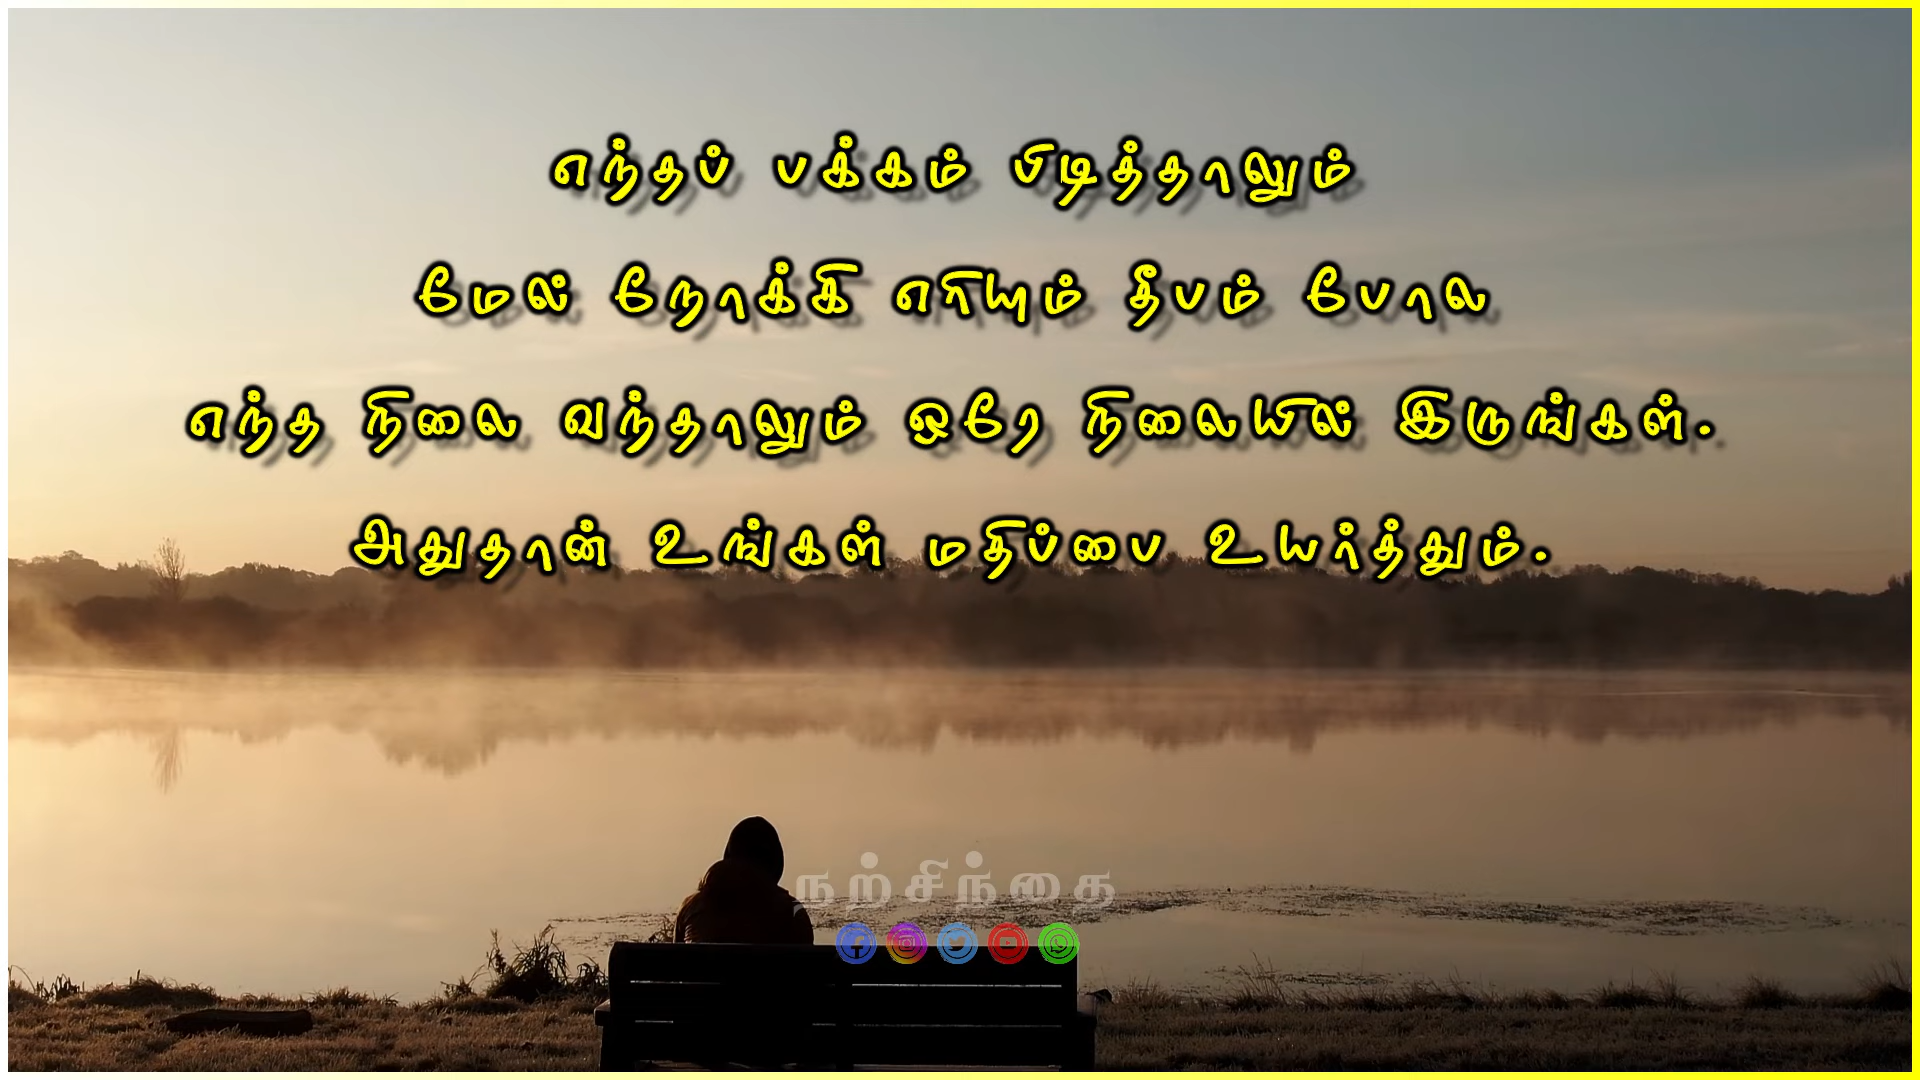 எந்தப் பக்கம் பிடித்தாலும்
மேல் நோக்கி எரியும் தீபம் போல
எந்த நிலை வந்தாலும் ஒரே நிலையில் இருங்கள்.
அதுதான் உங்கள் மதிப்பை உயர்த்தும்.
நற்சிந்தை